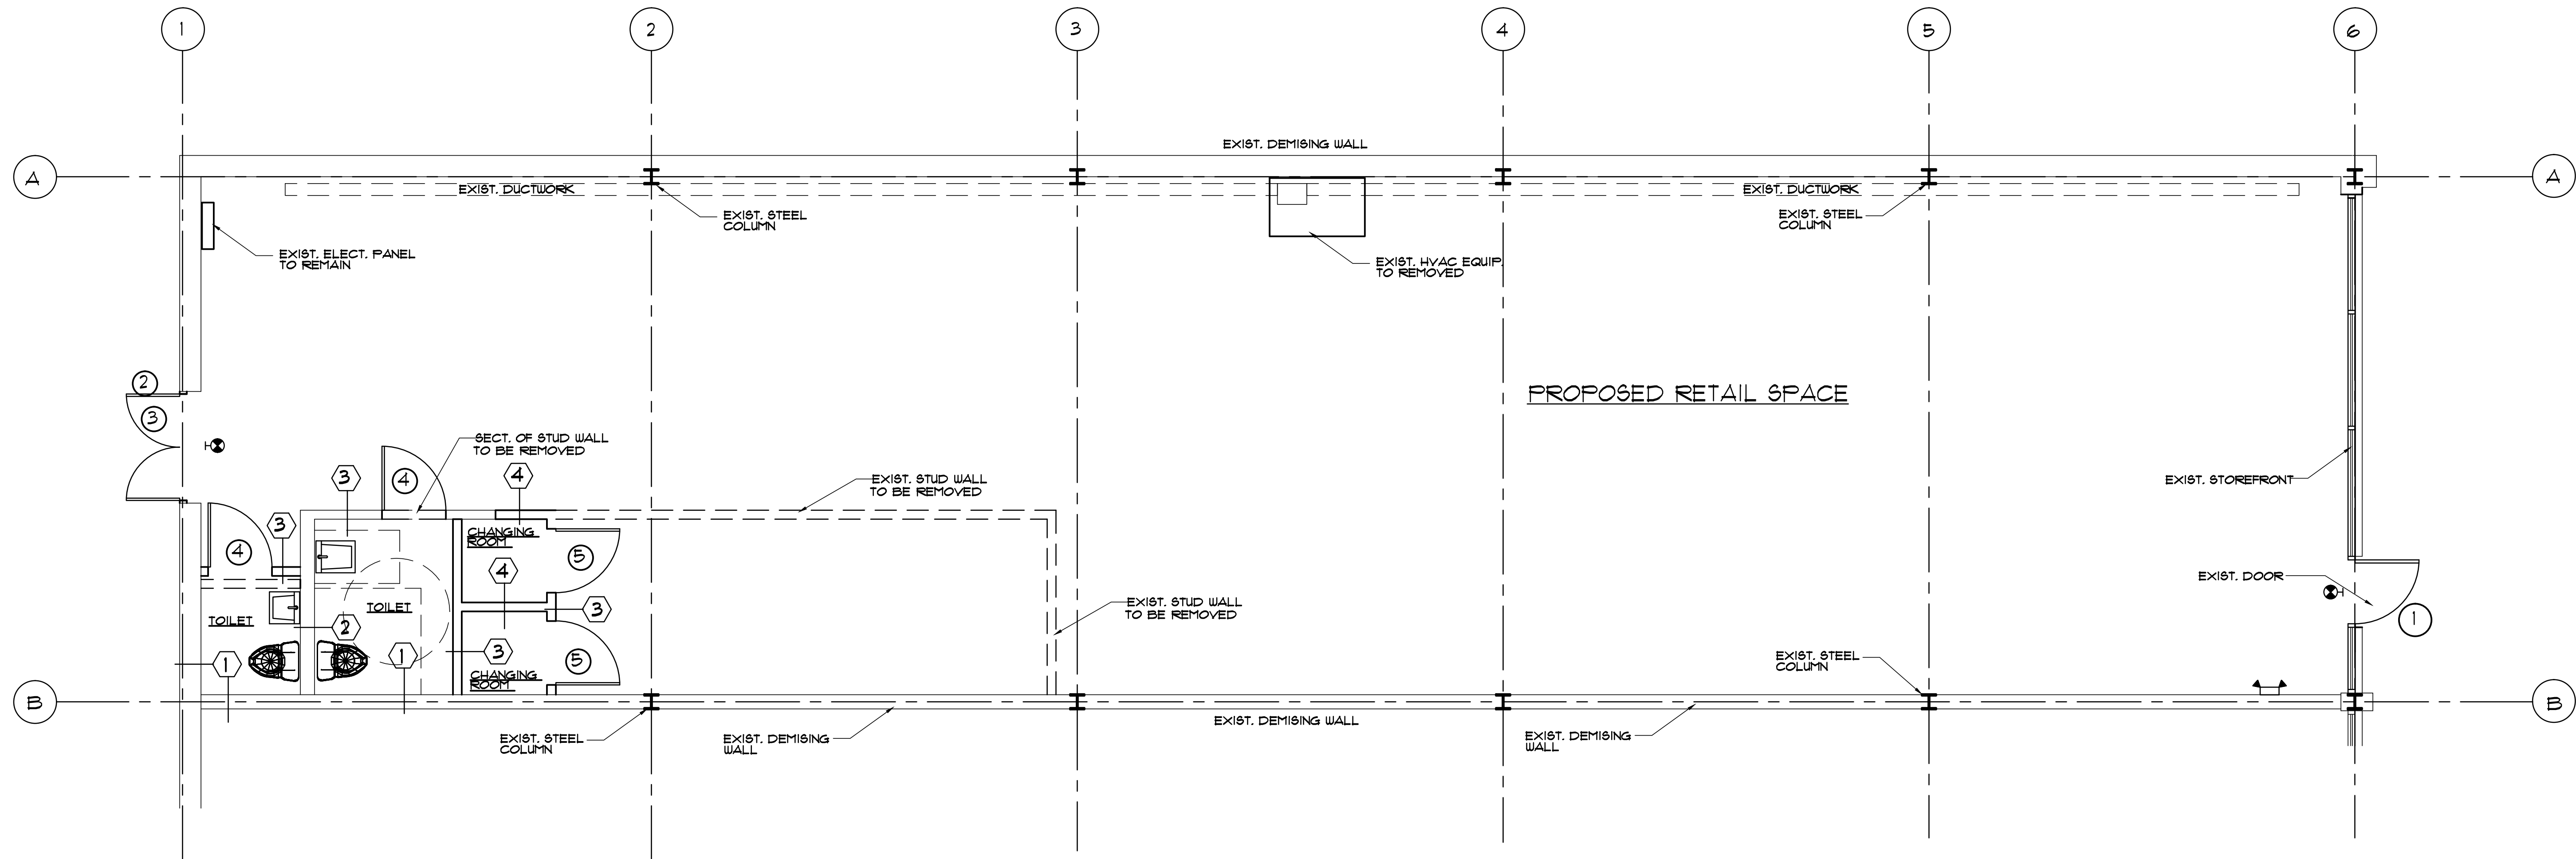 1
2
3
4
5
6
EXIST. DEMISING WALL
A
A
EXIST. DUCTWORK
EXIST. DUCTWORK
EXIST. STEEL
COLUMN
EXIST. STEEL
COLUMN
EXIST. ELECT. PANEL
TO REMAIN
EXIST. HVAC EQUIP.
TO REMOVED
2
3
PROPOSED RETAIL SPACE
SECT. OF STUD WALL
TO BE REMOVED
3
4
4
EXIST. STUD WALL
TO BE REMOVED
EXIST. STOREFRONT
3
4
CHANGING
ROOM
5
4
EXIST. DOOR
TOILET
TOILET
3
EXIST. STUD WALL
TO BE REMOVED
1
2
1
1
3
5
CHANGING
ROOM
EXIST. STEEL
COLUMN
B
B
EXIST. DEMISING WALL
EXIST. STEEL
COLUMN
EXIST. DEMISING
WALL
EXIST. DEMISING
WALL